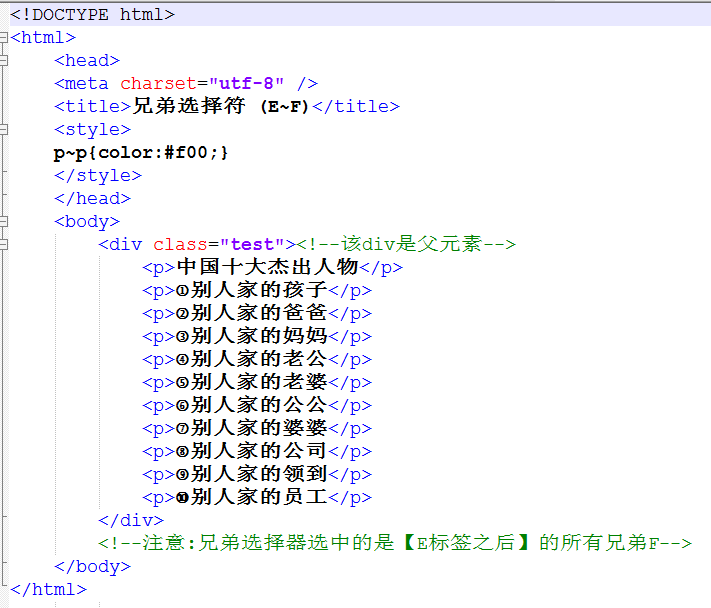 <!DOCTYPE html>
<html>
<head>
<meta charset="utf-8" />
<title>兄弟选择符 (E~F)</title>
<style>
p~p{color:#f00;}
</style>
</head>
<body>
<div class="test"><!--该div是父元素-->
<p>中国十大杰出人物</p>
<p>①别人家的孩子</p>
<p>②别人家的爸爸</p>
<p>③别人家的妈妈</p>
<p>④别人家的老公</p>
<p>⑤别人家的老婆</p>
<p>⑥别人家的公公</p>
<p>⑦别人家的婆婆</p>
<p>⑧别人家的公司</p>
<p>⑨别人家的领到</p>
<p>⑩别人家的员工</p>
</div>
<!--注意:兄弟选择器选中的是【E标签之后】的所有兄弟F-->
</body>
</html>